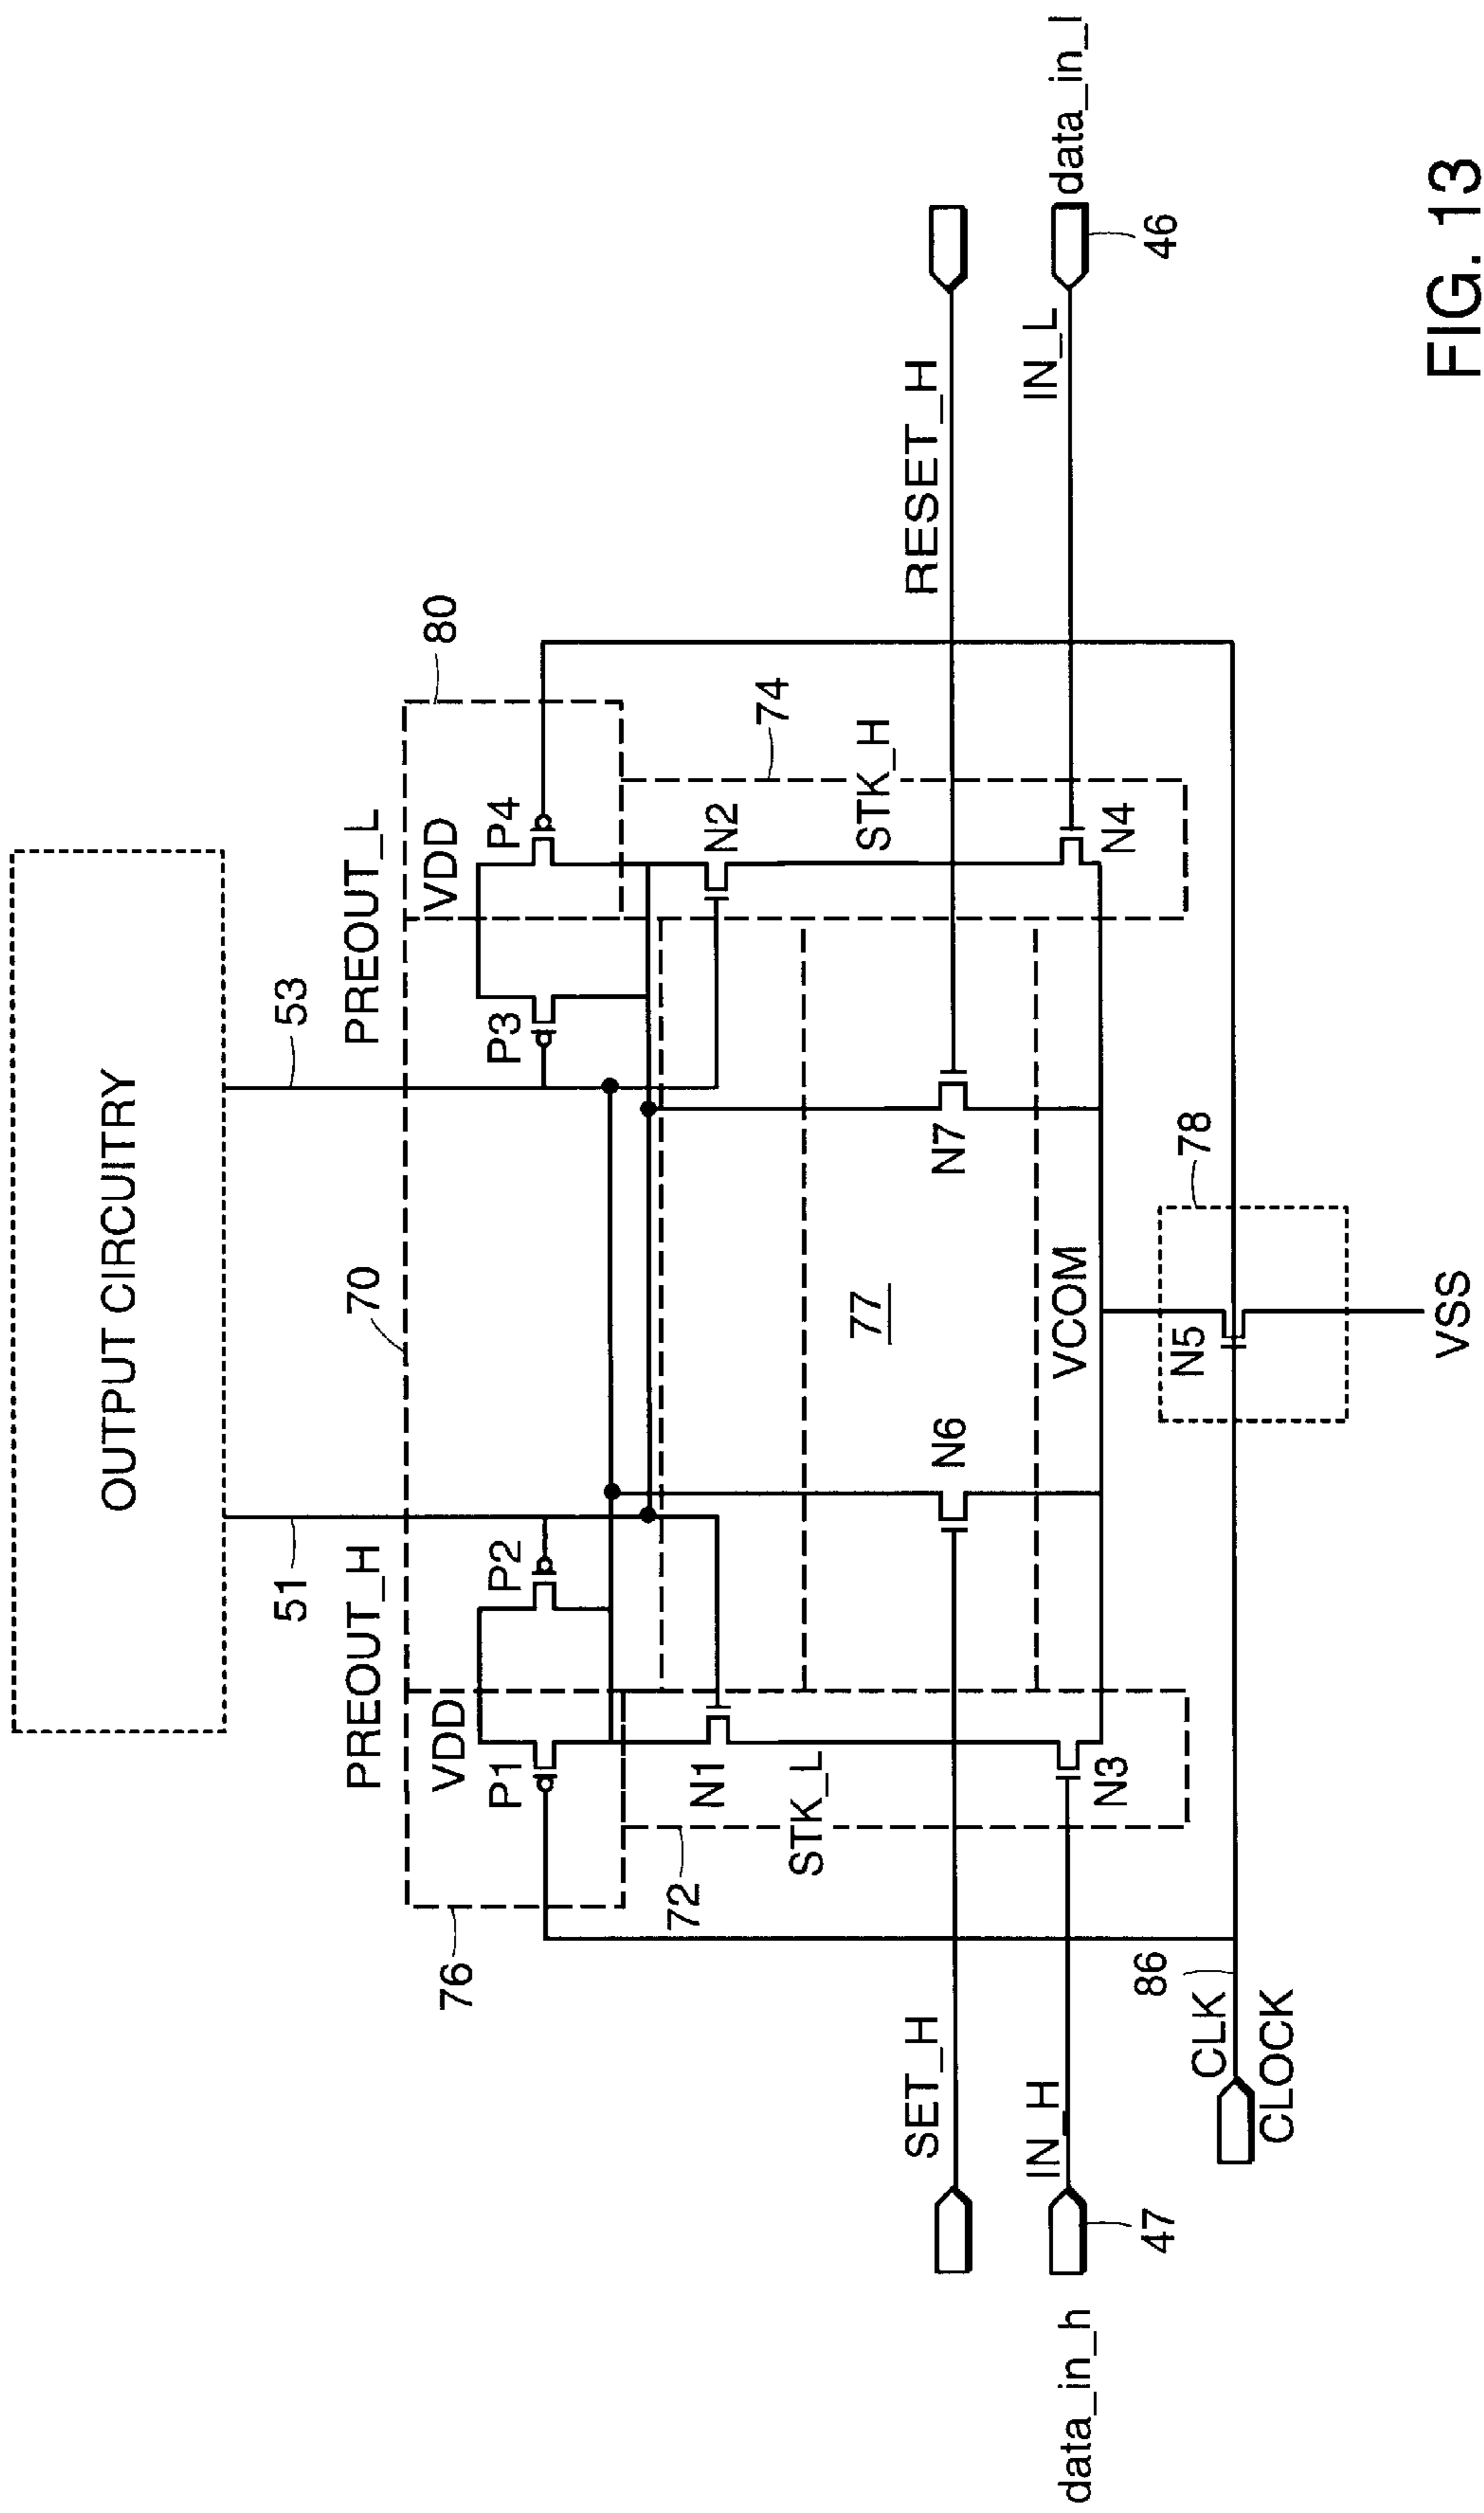 OUTPUT CIRCUITRY
51
53
PREOUT_H
70
PREOUT_L
76
VDD
VDD
80
P1
P2
P3
P4
72
N1
N2
74
STK_L
77
STK_H
SET_H
N6
N7
RESET_H
data_in_h
IN_H
47
N3
VCOM
N4
IN_L
data_in_l
46
86
CLK
CLOCK
N5
78
VSS
FIG. 13